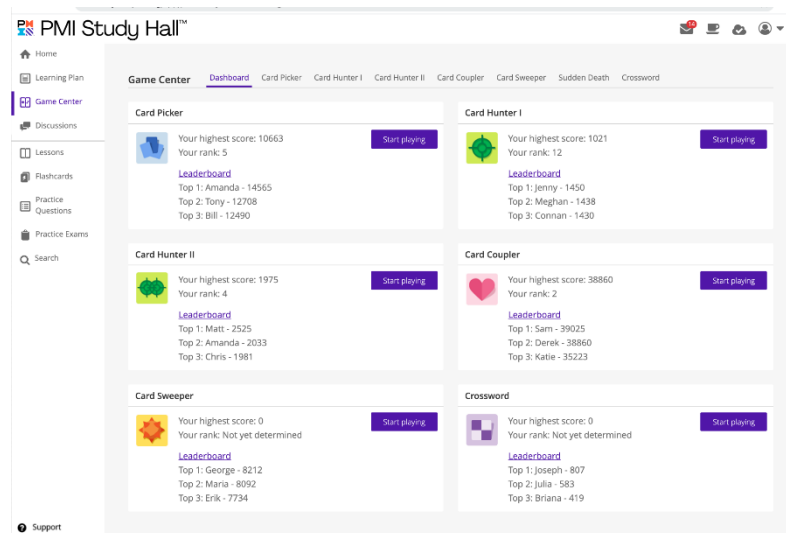 PMI Study Hall™
14
Home
Learning Plan
Game Center
Discussions
Lessons
Flashcards
Practice
Questions
Practice Exams
Search
Support
Game Center Dashboard Card Picker Card Hunter I Card Hunter II Card Coupler Card Sweeper Sudden Death Crossword
Card Picker
Your highest score: 10663
Your rank: 5
Start playing
Leaderboard
Top 1: Amanda - 14565
Top 2: Tony - 12708
Top 3: Bill - 12490
Card Hunter I
Your highest score: 1021
Your rank: 12
Start playing
Leaderboard
Top 1: Jenny - 1450
Top 2: Meghan - 1438
Top 3: Connan - 1430
Card Hunter II
Your highest score: 1975
Your rank: 4
Start playing
Leaderboard
Top 1: Matt - 2525
Top 2: Amanda - 2033
Top 3: Chris - 1981
Card Coupler
Your highest score: 38860
Your rank: 2
Start playing
Leaderboard
Top 1: Sam - 39025
Top 2: Derek - 38860
Top 3: Katie - 35223
Card Sweeper
Your highest score: 0
Your rank: Not yet determined
Start playing
Leaderboard
Top 1: George - 8212
Top 2: Maria - 8092
Top 3: Erik - 7734
Crossword
Your highest score: 0
Your rank: Not yet determined
Start playing
Leaderboard
Top 1: Joseph - 807
Top 2: Julia - 583
Top 3: Briana - 419